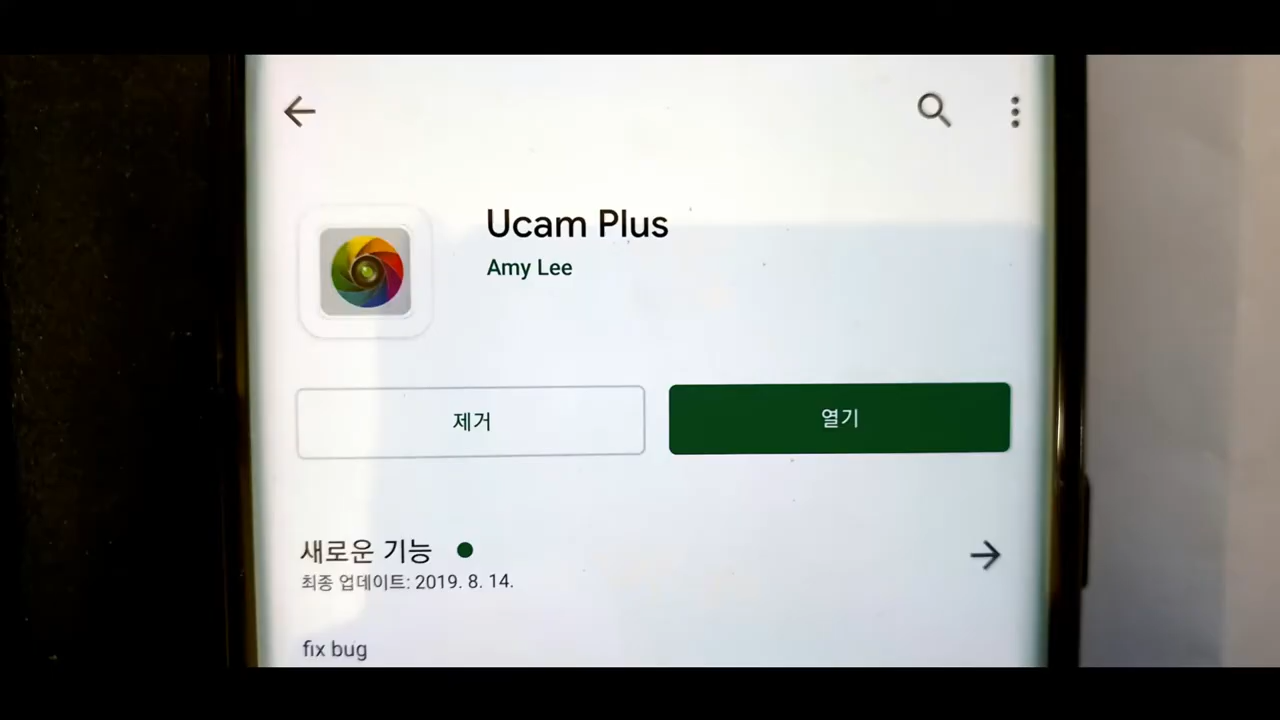 Ucam Plus
Amy Lee
제거
열기
새로운 기능
최종 업데이트: 2019. 8. 14.
fix bug